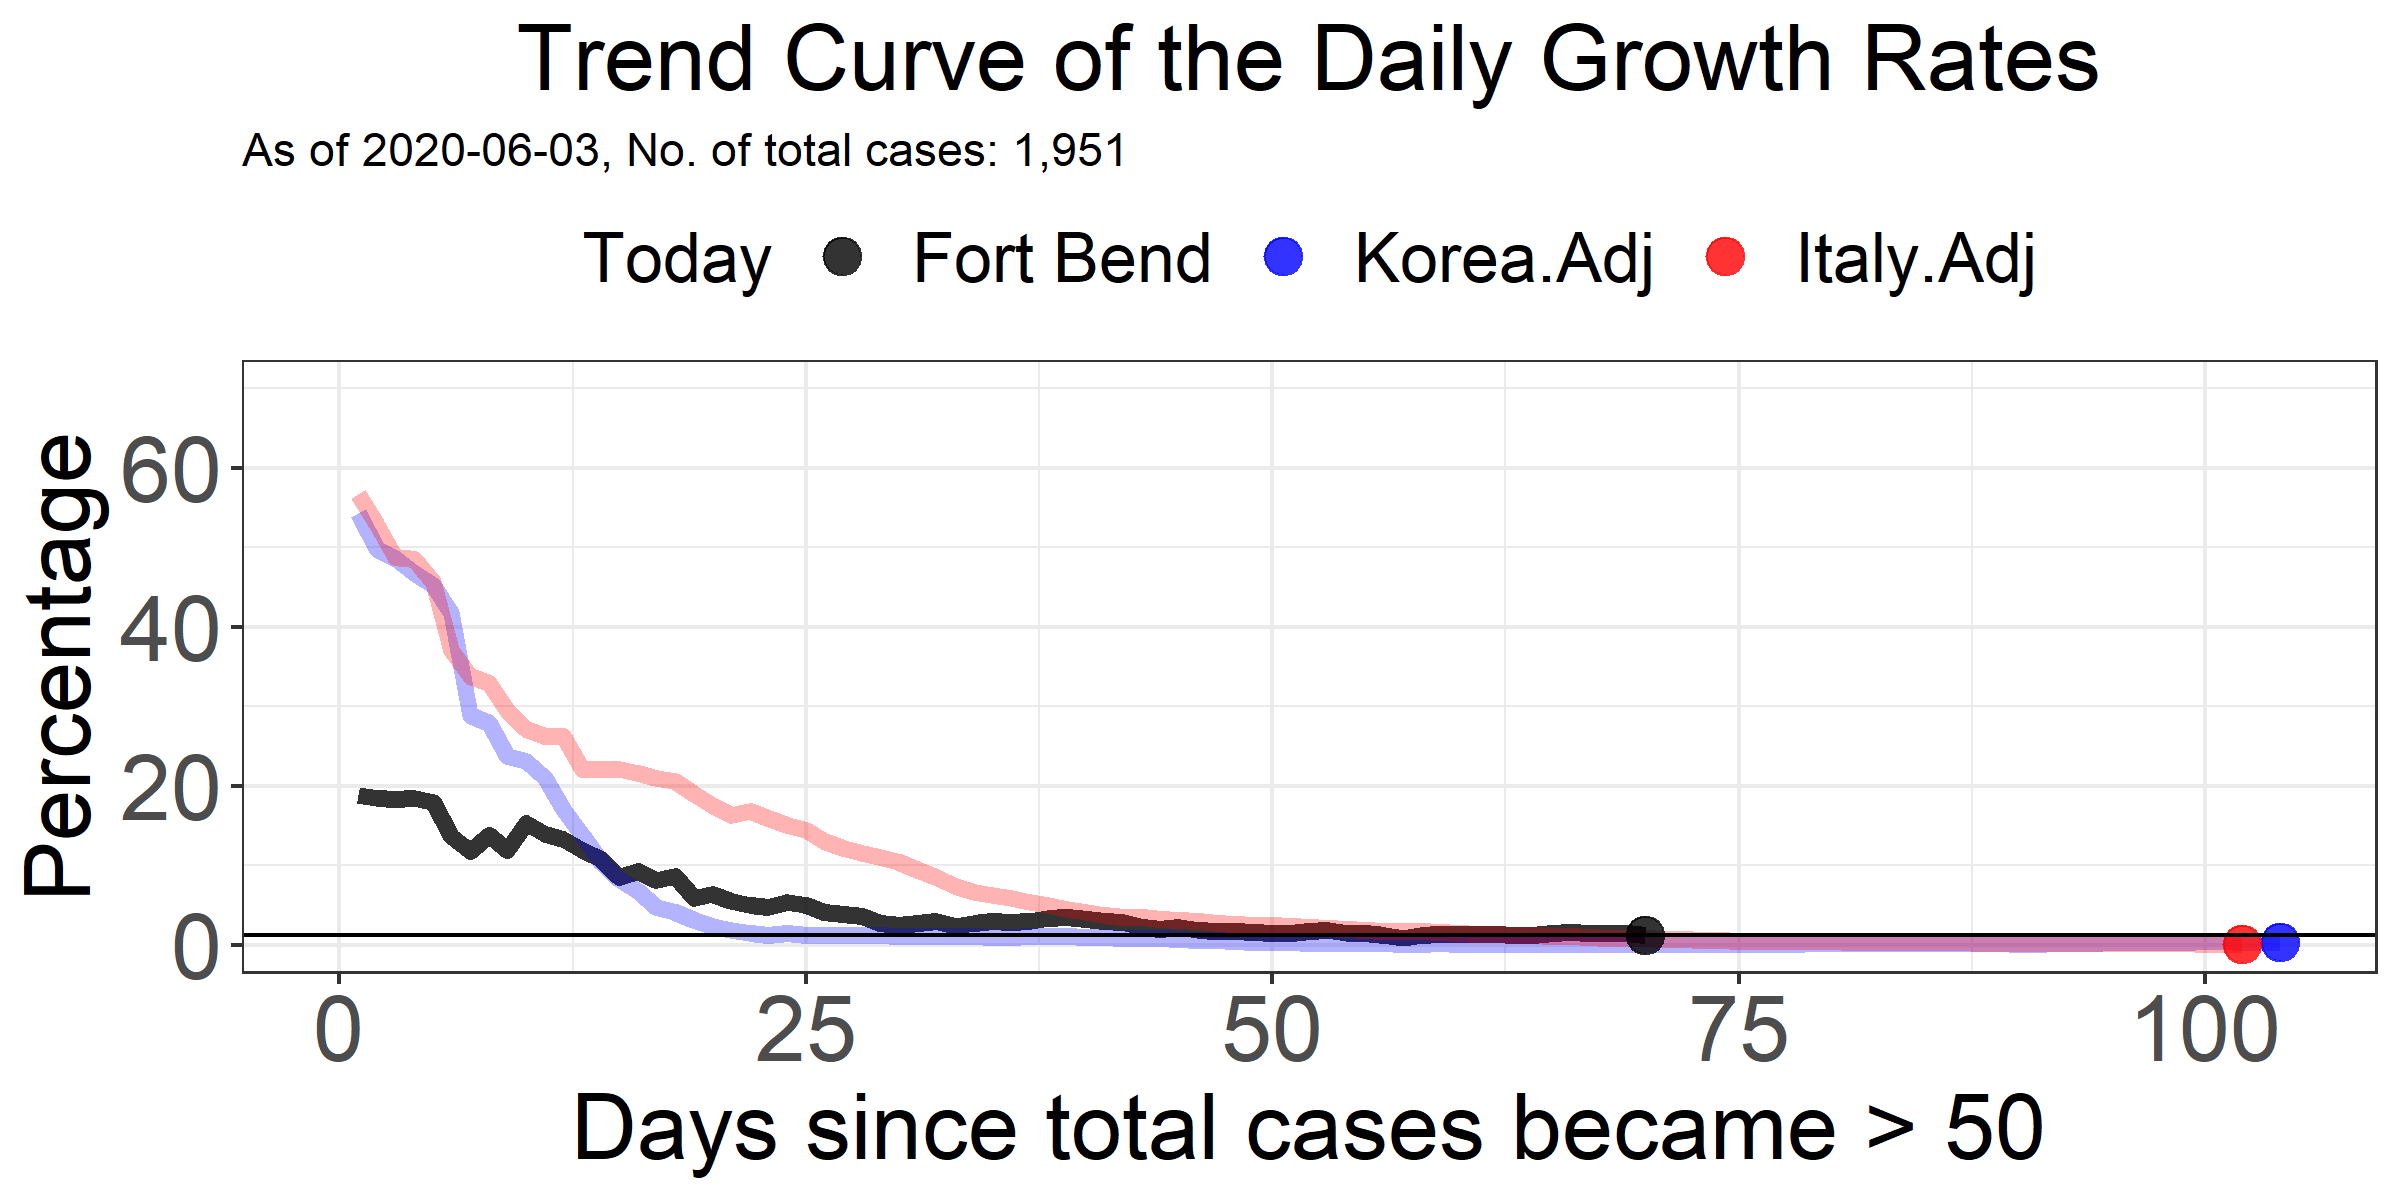 Trend Curve of the Daily Growth Rates
As of 2020-06-03, No. of total cases: 1,951
Today Fort Bend Korea.Adj Italy.Adj
Percentage
60
40
20
0
0 25 50 75 100
Days since total cases became > 50